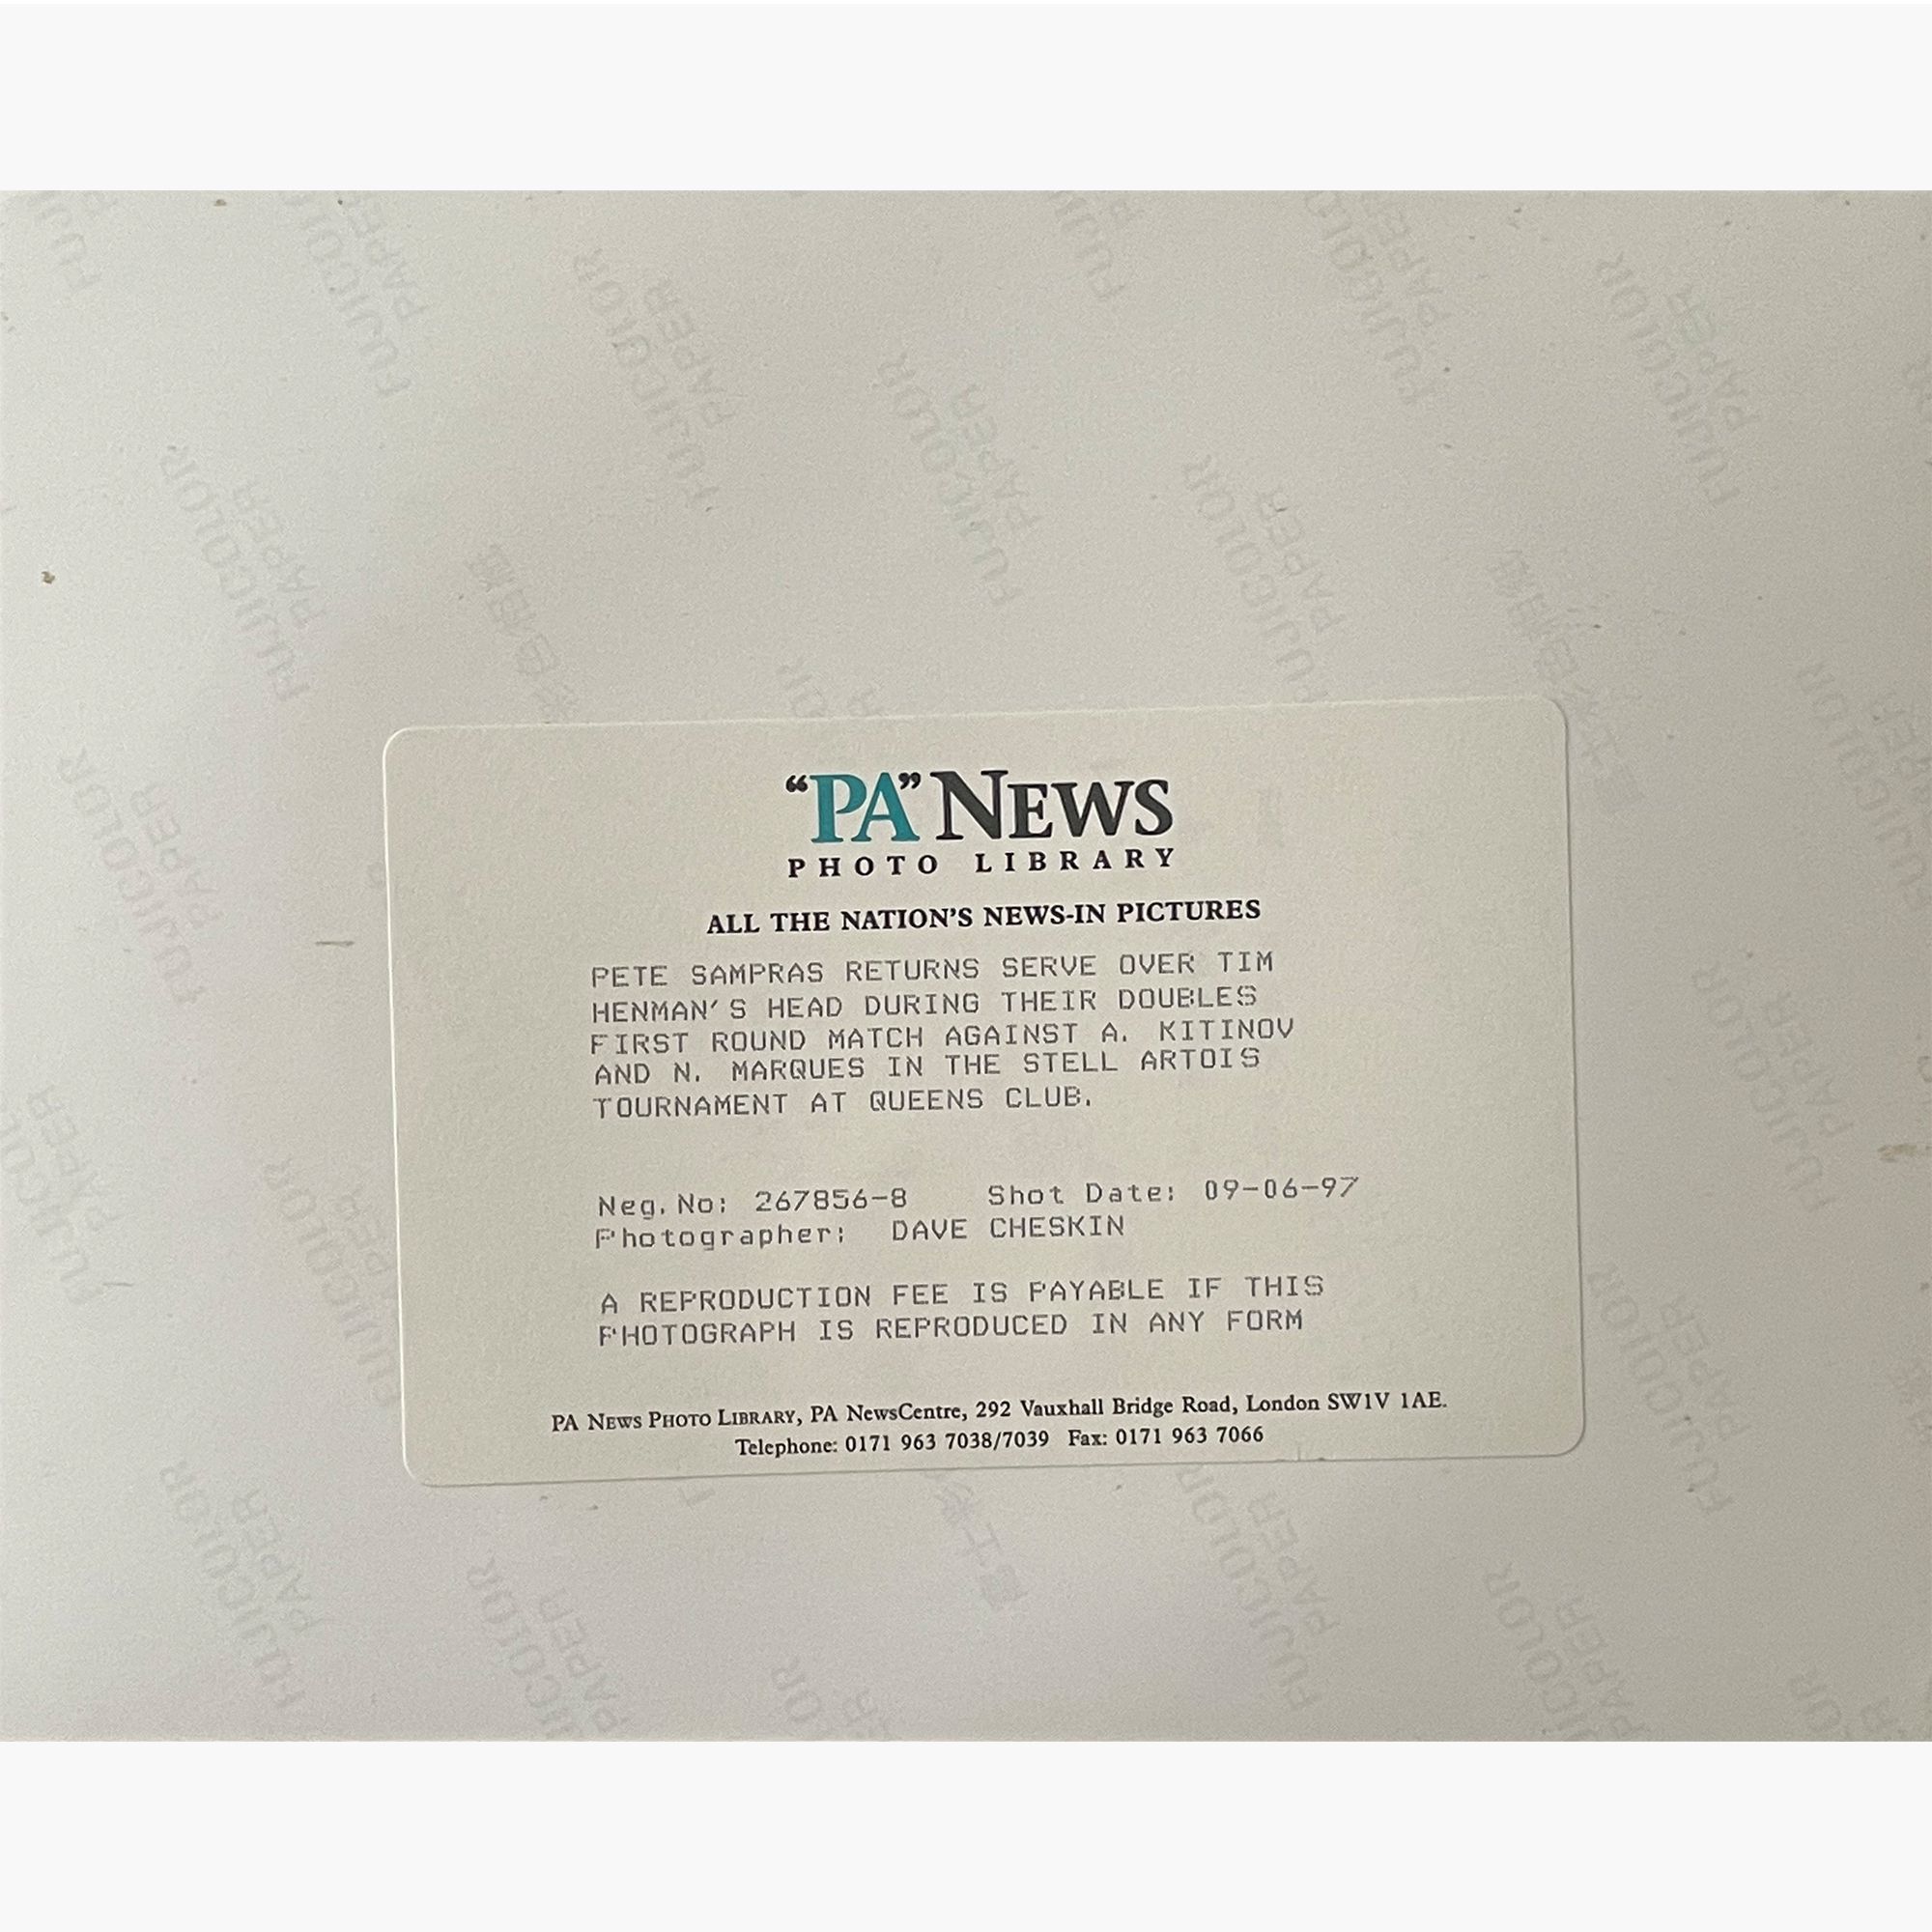 “PA” NEWS
PHOTO LIBRARY
ALL THE NATION'S NEWS-IN PICTURES
PETE SAMPRAS RETURNS SERVE OVER TIM
HENMAN'S HEAD DURING THEIR DOUBLES
FIRST ROUND MATCH AGAINST A. KITINOV
AND N. MARQUES IN THE STELL ARTOIS
TOURNAMENT AT QUEENS CLUB.
Neg.No: 267856-8 Shot Date: 09-06-97
Photographer: DAVE CHESKIN
A REPRODUCTION FEE IS PAYABLE IF THIS
PHOTOGRAPH IS REPRODUCED IN ANY FORM
PA NEWS PHOTO LIBRARY, PA NewsCentre, 292 Vauxhall Bridge Road, London SW1V 1AE.
Telephone: 0171 963 7038/7039 Fax: 0171 963 7066
FUJICOLOR
PAPER